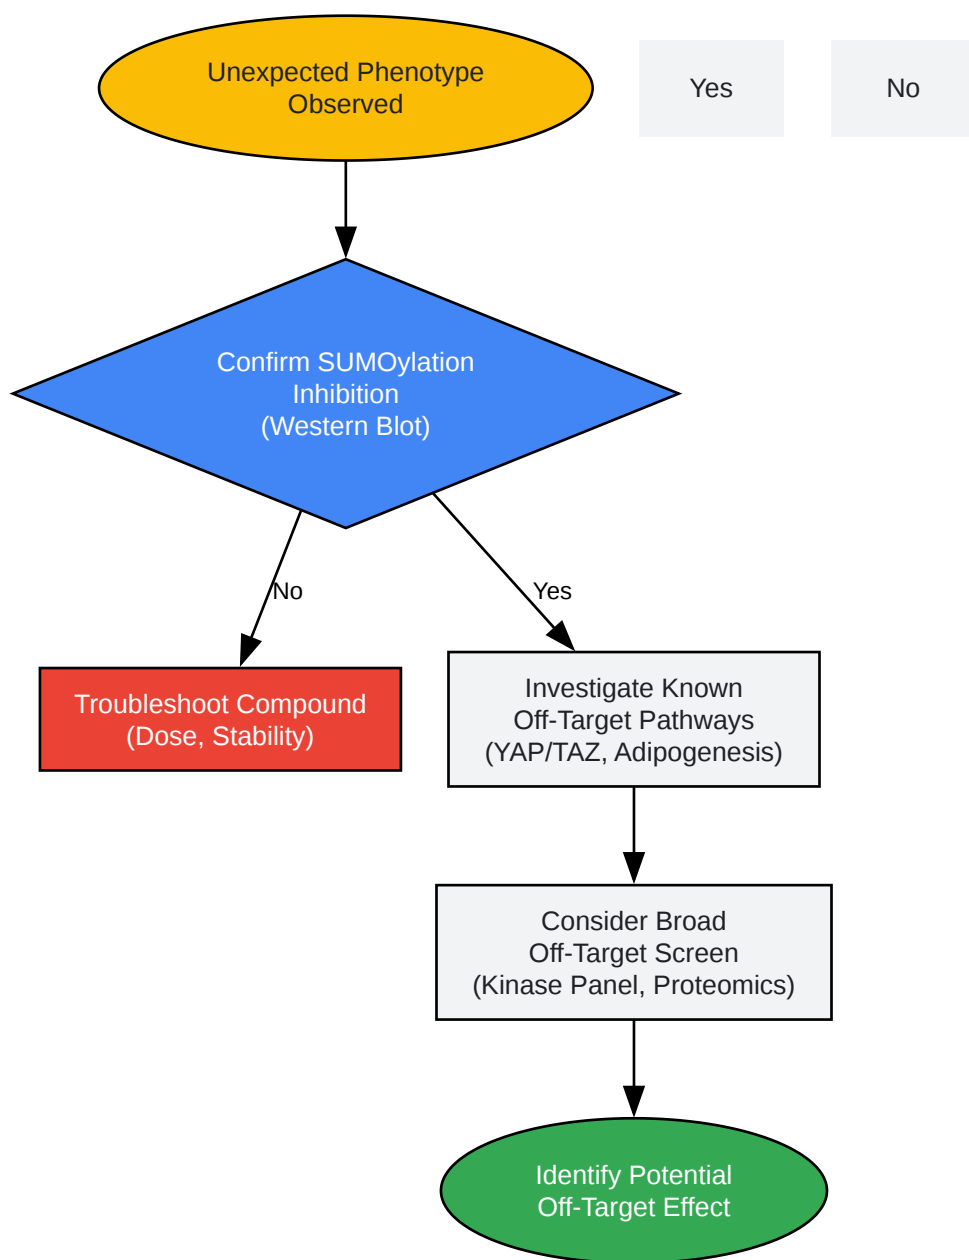 Unexpected Phenotype
Observed
Yes
No
Confirm SUMOylation
Inhibition
(Western Blot)
No
Yes
Troubleshoot Compound
(Dose, Stability)
Investigate Known
Off-Target Pathways
(YAP/TAZ, Adipogenesis)
Consider Broad
Off-Target Screen
(Kinase Panel, Proteomics)
Identify Potential
Off-Target Effect